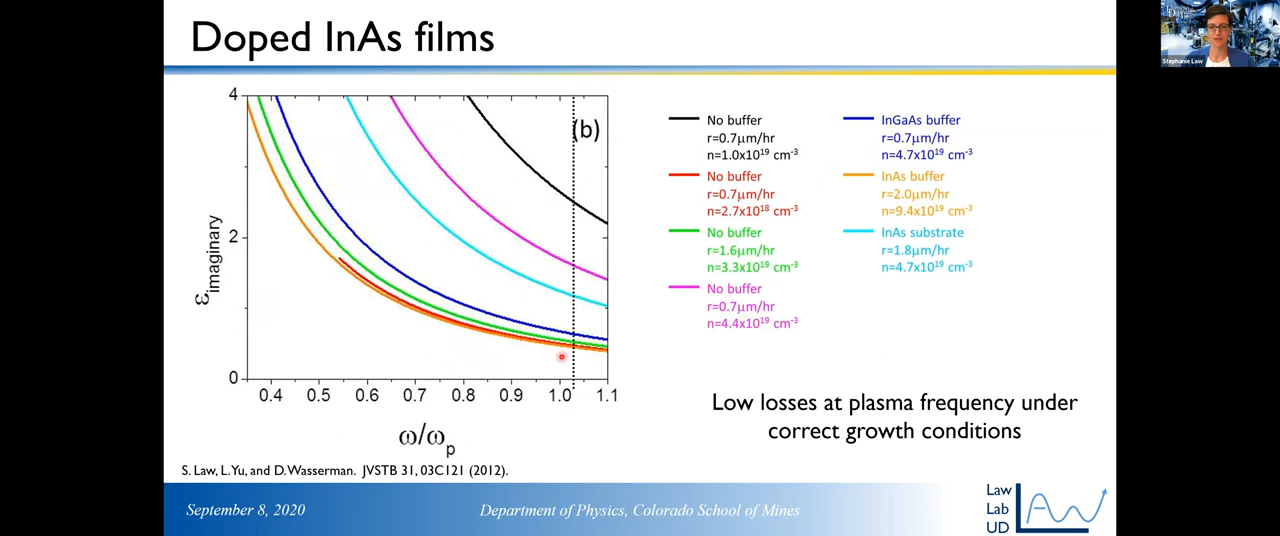 Doped InAs films
Stephanie Law
4
2
0
εimaginary
(b)
0.4 0.5 0.6 0.7 0.8 0.9 1.0 1.1
ω/ωp
No buffer
r=0.7μm/hr
n=1.0x10¹⁹ cm⁻³
No buffer
r=0.7μm/hr
n=2.7x10¹⁸ cm⁻³
No buffer
r=1.6μm/hr
n=3.3x10¹⁹ cm⁻³
No buffer
r=0.7μm/hr
n=4.4x10¹⁹ cm⁻³
InGaAs buffer
r=0.7μm/hr
n=4.7x10¹⁹ cm⁻³
InAs buffer
r=2.0μm/hr
n=9.4x10¹⁹ cm⁻³
InAs substrate
r=1.8μm/hr
n=4.7x10¹⁹ cm⁻³
Low losses at plasma frequency under
correct growth conditions
S. Law, L. Yu, and D. Wasserman. JVSTB 31, 03C121 (2012).
September 8, 2020
Department of Physics, Colorado School of Mines
Law
Lab
UD